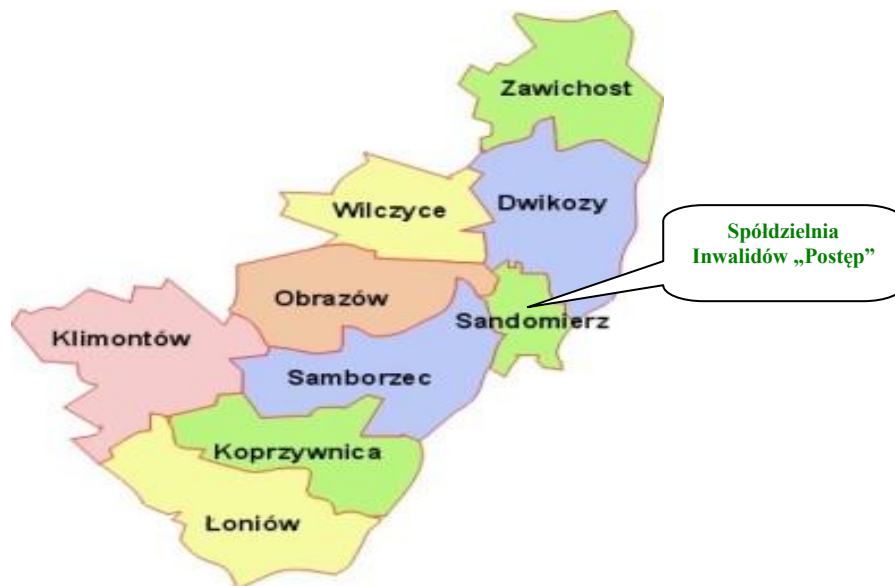 Zawichost
Dwikozy
Wilczyce
Spółdzielnia
Inwalidów „Postęp”
Obrazów
Sandomierz
Klimontów
Samborzec
Koprzywnica
Łoniów